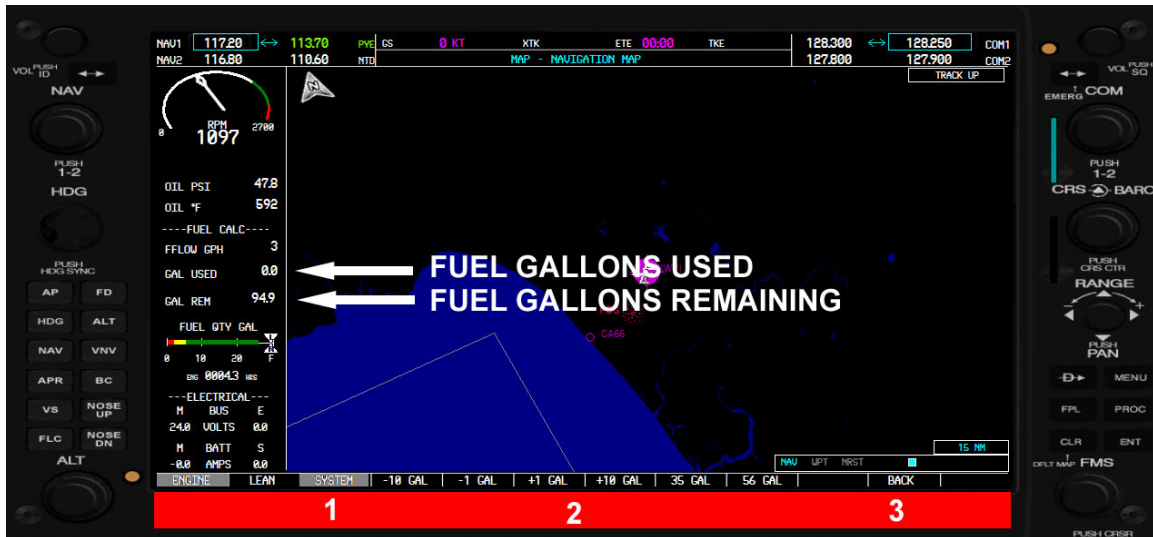 NAV1 117.20 ↔ 113.70 PYE GS 0 KT XTK ETE 00:00 TKE 128.300 ↔ 128.250 COM1
NAV2 116.80 110.60 NTD MAP - NAVIGATION MAP 127.800 127.900 COM2
TRACK UP
VOL PUSH ID
NAV
PUSH 1-2
HDG
PUSH HDG SYNC
AP FD
HDG ALT
NAV VNV
APR BC
VS NOSE UP
FLC NOSE DN
ALT
RPM
0 1097 2700
OIL PSI 47.8
OIL °F 592
----FUEL CALC----
FFLOW GPH 3
GAL USED 0.0
GAL REM 94.9
FUEL QTY GAL
0 10 20 F
ENG 0004.3 HRS
---ELECTRICAL---
M BUS E
24.0 VOLTS 0.0
M BATT S
-0.0 AMPS 0.0
N
FUEL GALLONS USED
FUEL GALLONS REMAINING
CA66
15 NM
NAV UPT NRST
ENGINE LEAN SYSTEM -10 GAL -1 GAL +1 GAL +10 GAL 35 GAL 56 GAL BACK
1 2 3
VOL PUSH SQ
EMERG COM
PUSH 1-2
CRS BARO
PUSH CRS CTR
RANGE
- +
PUSH PAN
D MENU
FPL PROC
CLR ENT
DFLT MAP FMS
PUSH CRSR